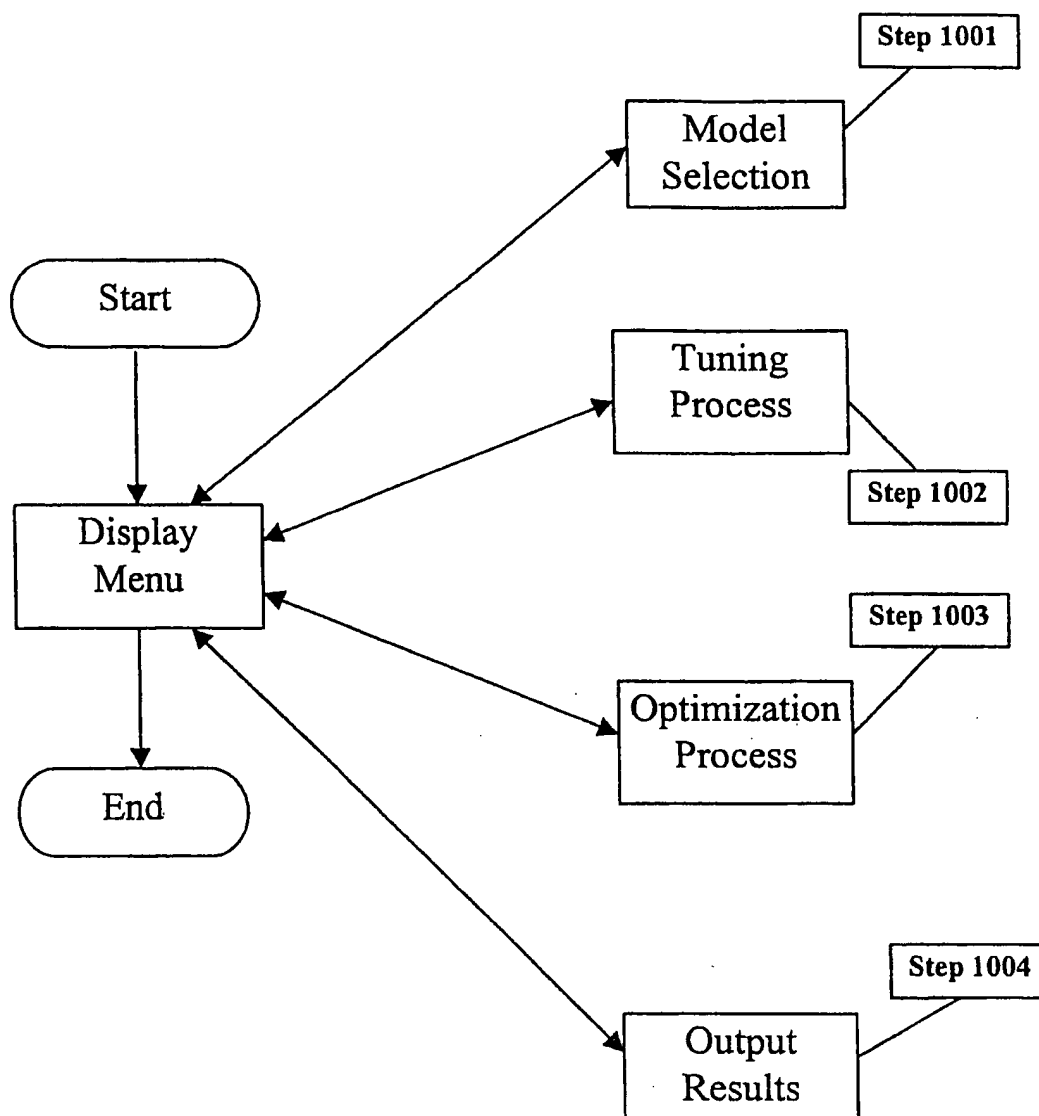 Step 1001
Model
Selection
Start
Tuning
Process
Step 1002
Display
Menu
Step 1003
Optimization
Process
End
Step 1004
Output
Results